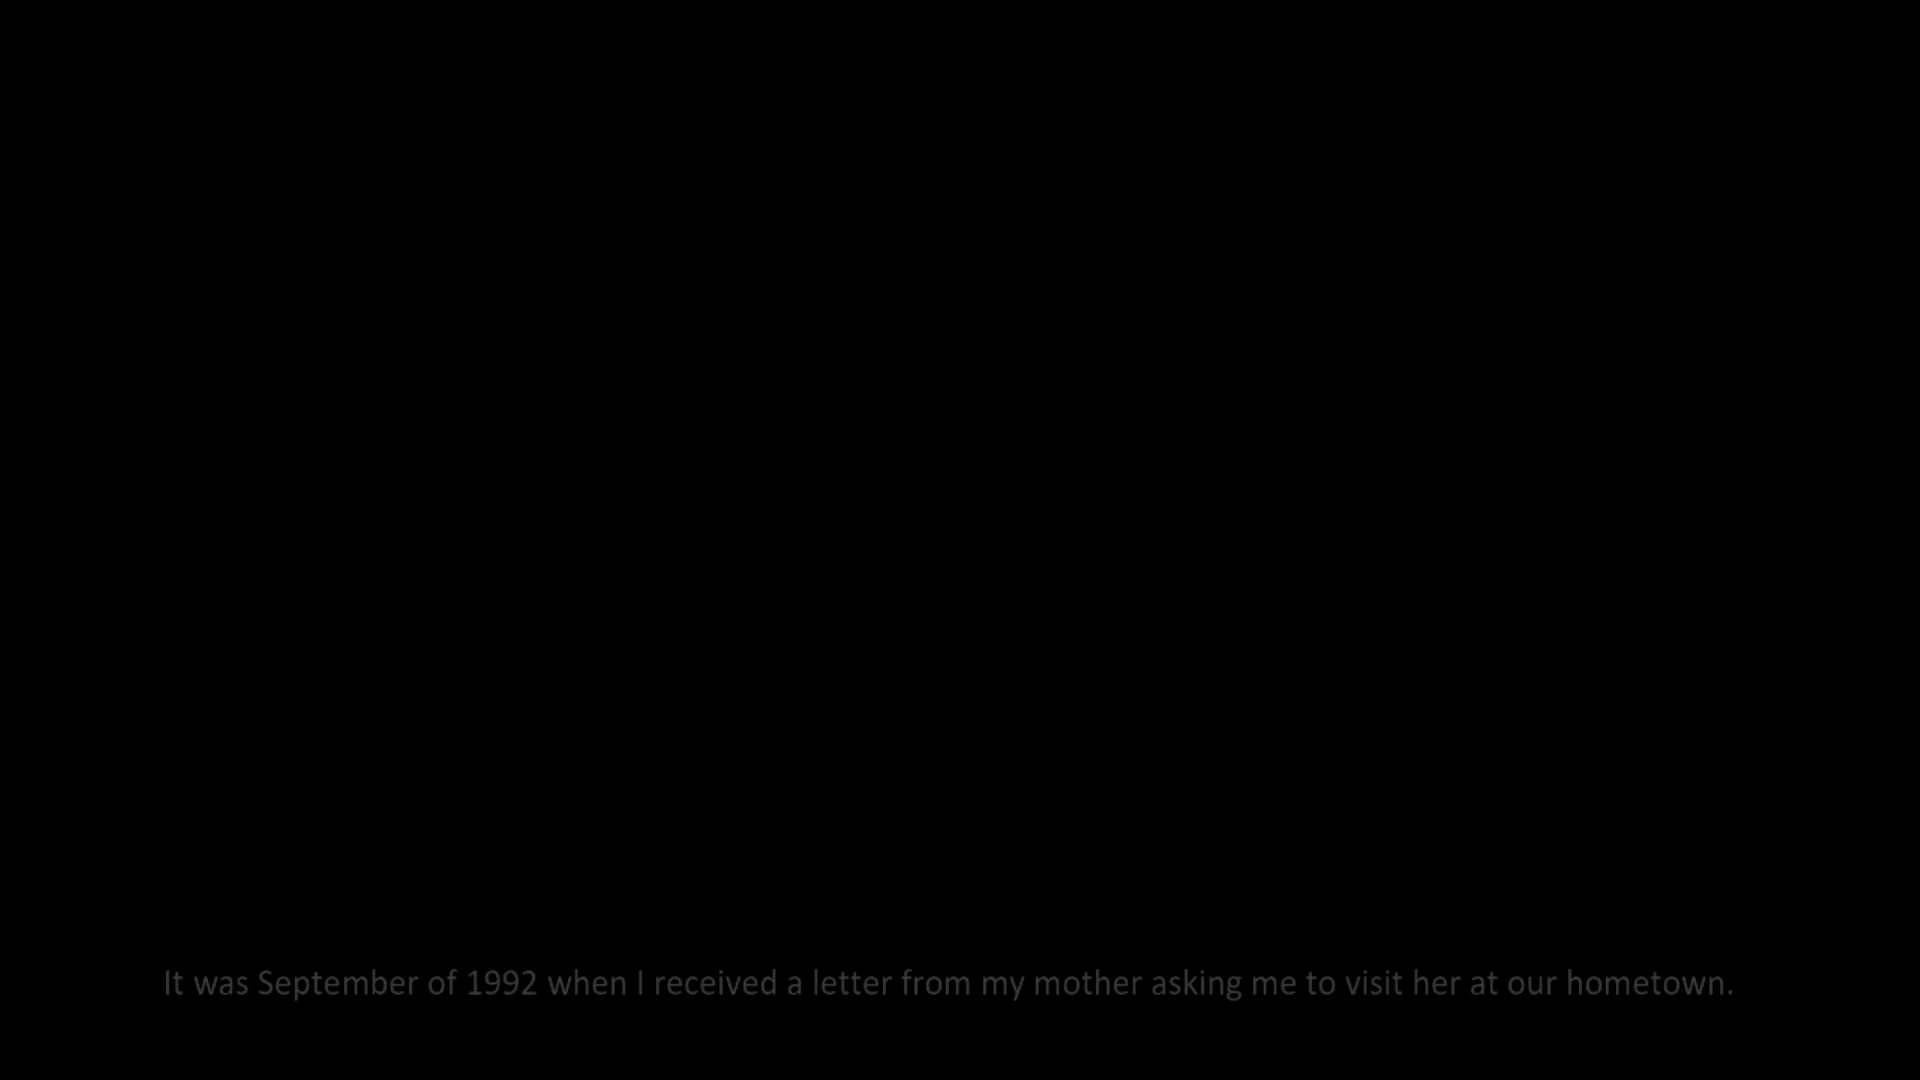 It was September of 1992 when I received a letter from my mother asking me to visit her at our hometown.